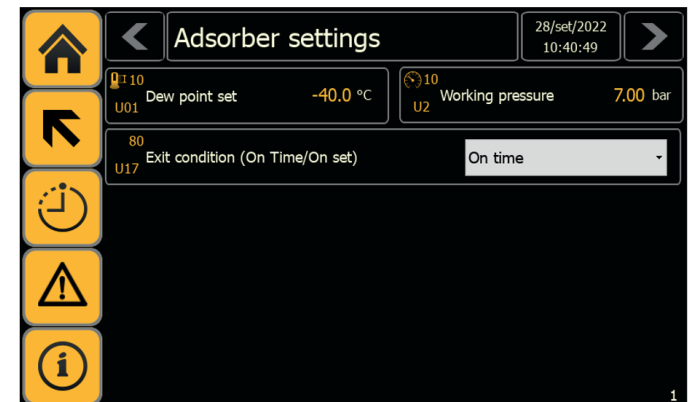 Adsorber settings
28/set/2022
10:40:49
10
U01
Dew point set
-40.0 °C
10
U2
Working pressure
7.00 bar
80
U17
Exit condition (On Time/On set)
On time
i
1